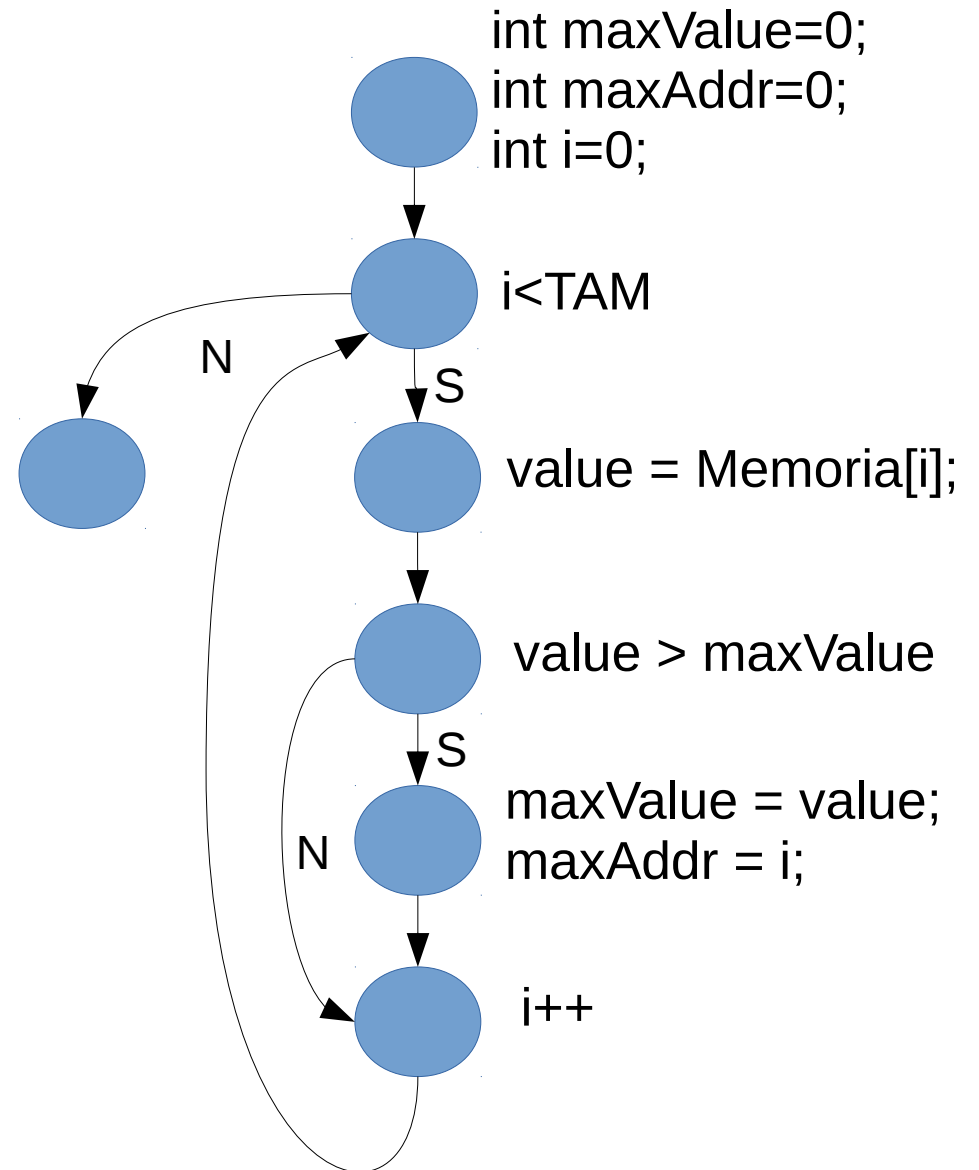 int maxValue=0;
int maxAddr=0;
int i=0;
i<TAM
N
S
value = Memoria[i];
value > maxValue
S
maxValue = value;
N
maxAddr = i;
i++